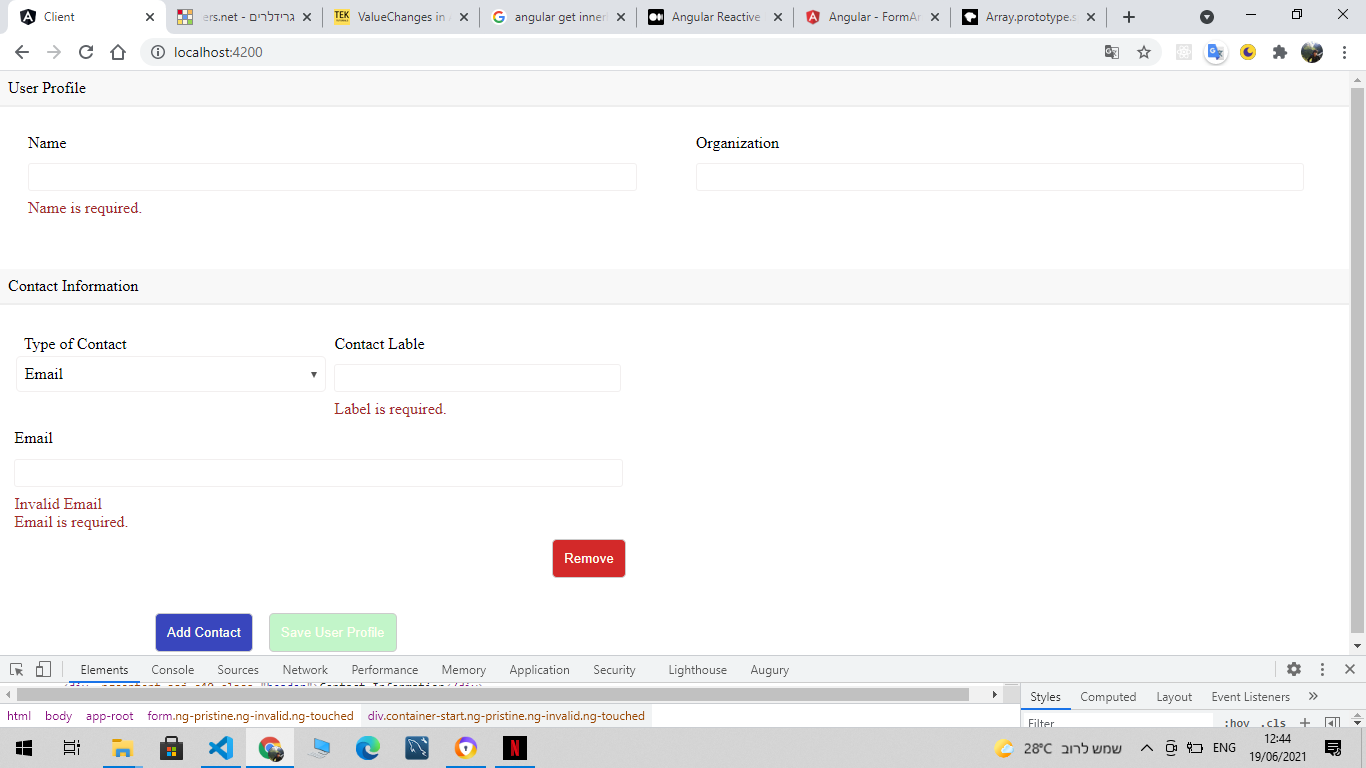 Client
ers.net - גרידלרים
ValueChanges in
angular get inner
Angular Reactive
Angular - FormAr
Array.prototype.s
localhost:4200
User Profile
Name Organization
Name is required.
Contact Information
Type of Contact Contact Lable
Email
Label is required.
Email
Invalid Email
Email is required.
Remove
Add Contact Save User Profile
Elements Console Sources Network Performance Memory Application Security Lighthouse Augury
Styles Computed Layout Event Listeners »
html body app-root form.ng-pristine.ng-invalid.ng-touched div.container-start.ng-pristine.ng-invalid.ng-touched
Filter :hov .cls +
28°C שמש לרוב ENG 12:44
19/06/2021